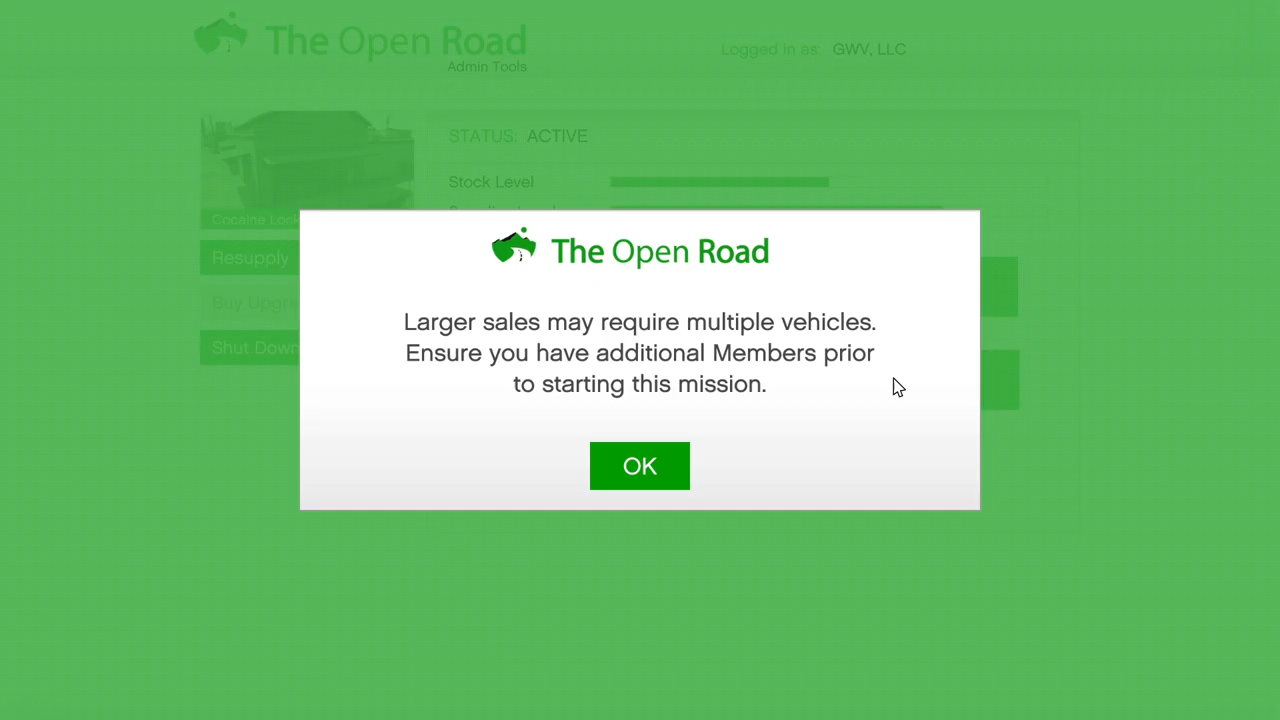 The Open Road
Admin Tools
Logged in as: GWV, LLC
STATUS: ACTIVE
Stock Level
Resupply
Shut Down
The Open Road
Larger sales may require multiple vehicles.
Ensure you have additional Members prior
to starting this mission.
OK